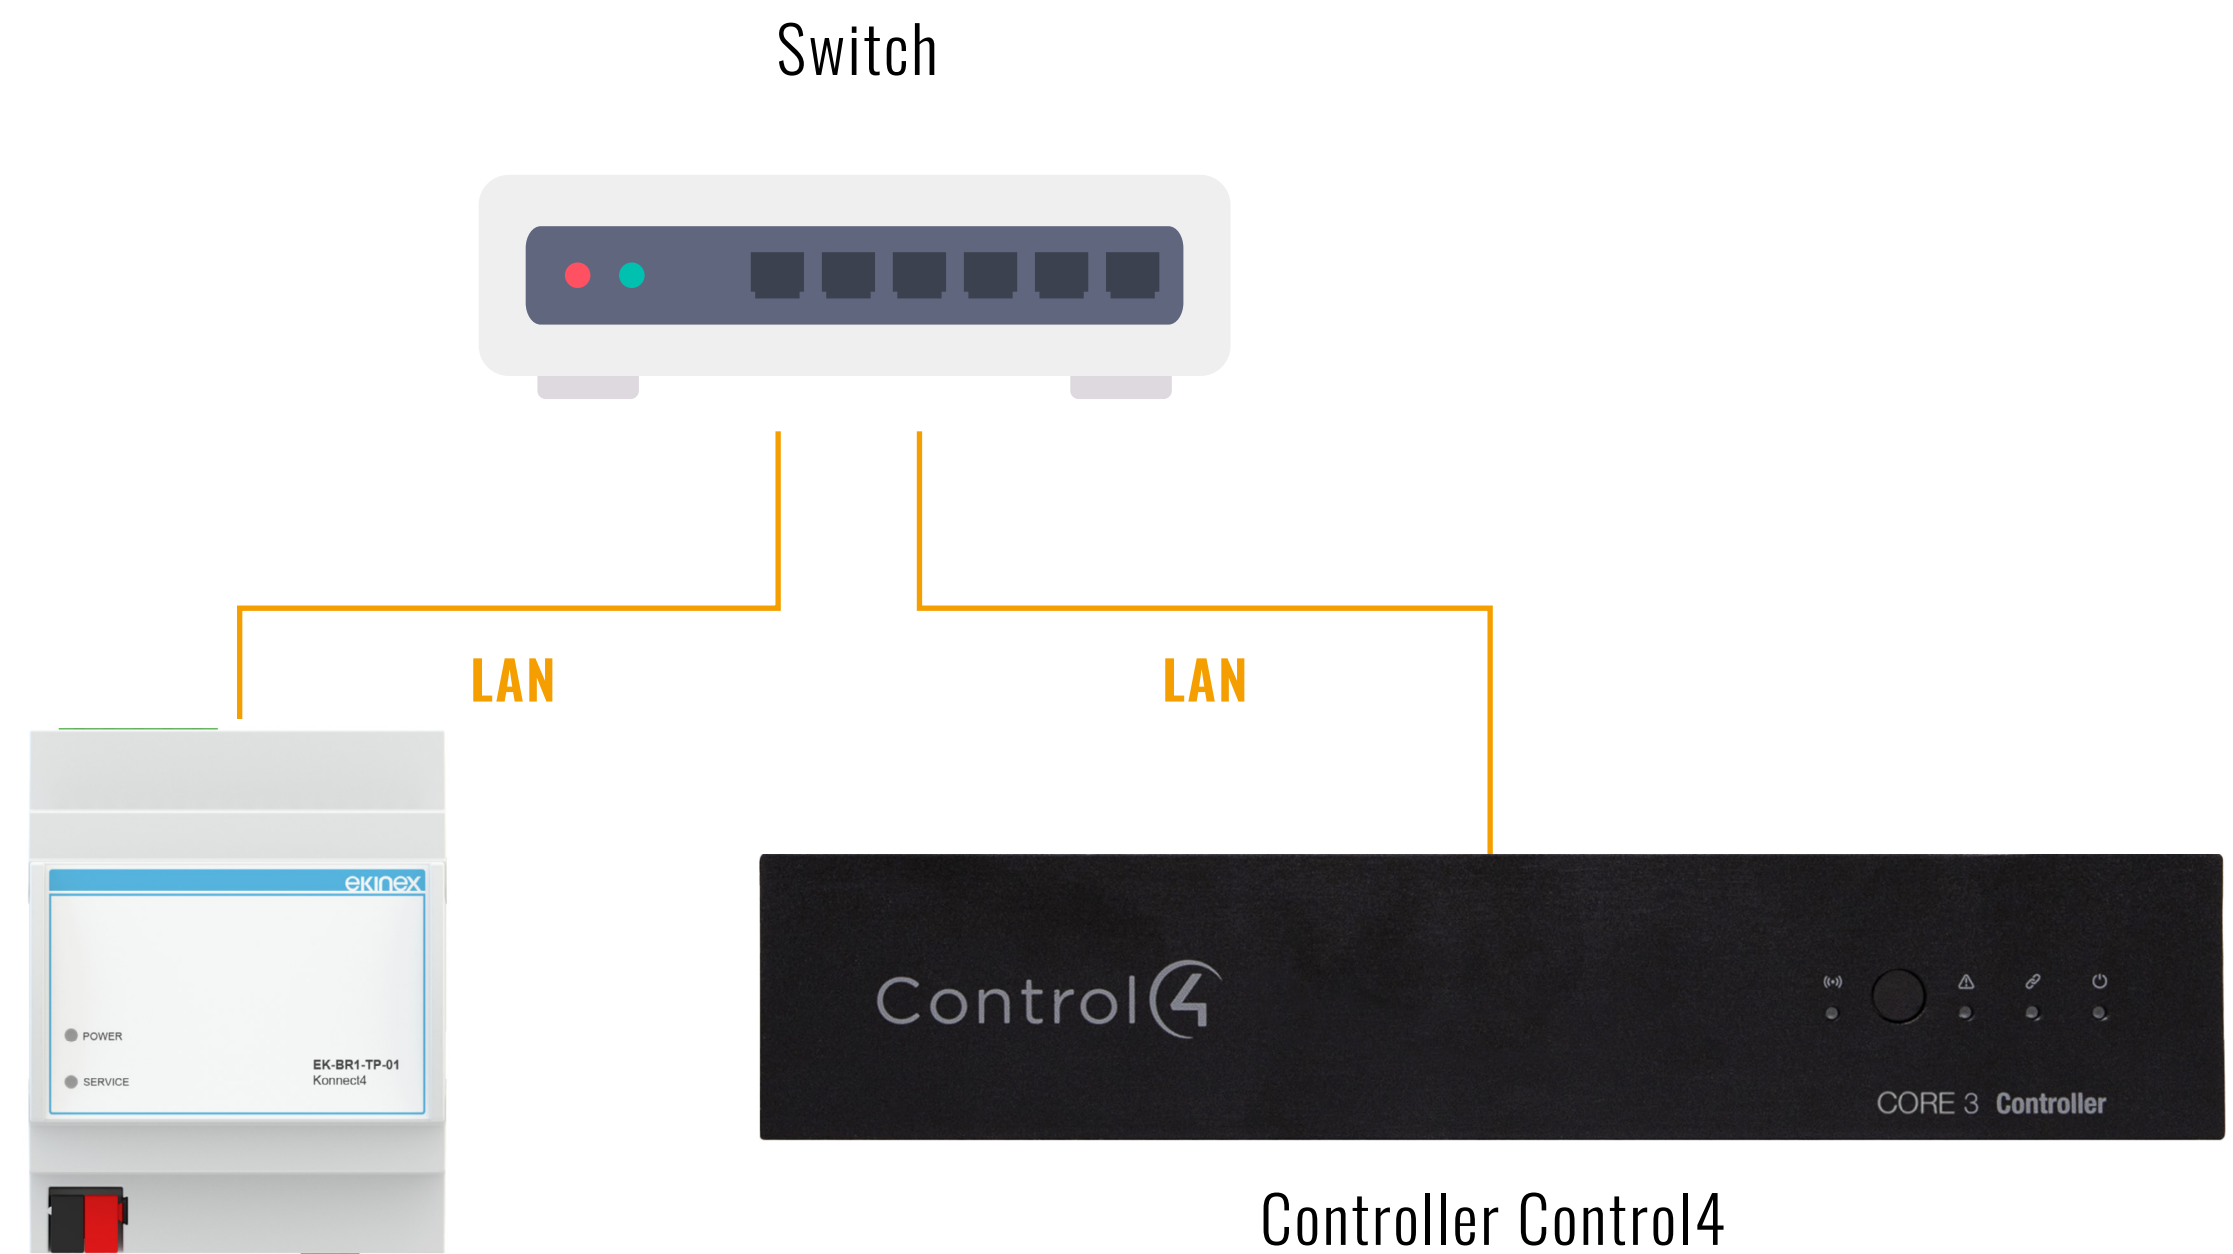 Switch
LAN
LAN
ekinex
POWER
EK-BR1-TP-01
Konnect4
SERVICE
Control4
CORE 3 Controller
Controller Control4